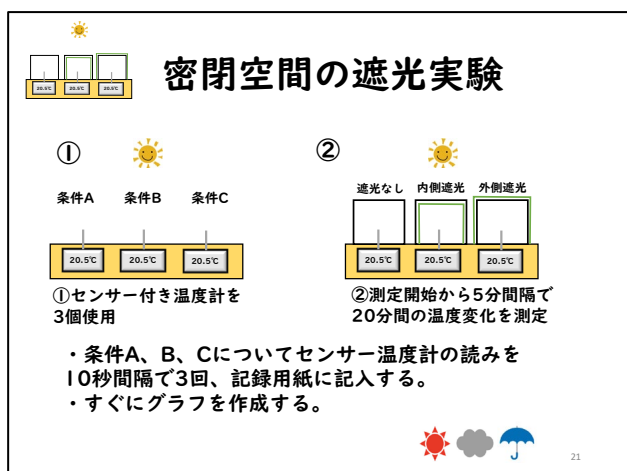 20.5℃ 20.5℃ 20.5℃
密閉空間の遮光実験
①
条件A 条件B 条件C
20.5℃ 20.5℃ 20.5℃
①センサー付き温度計を
3個使用
②
遮光なし 内側遮光 外側遮光
20.5℃ 20.5℃ 20.5℃
②測定開始から5分間隔で
20分間の温度変化を測定
・条件A、B、Cについてセンサー温度計の読みを
10秒間隔で3回、記録用紙に記入する。
・すぐにグラフを作成する。
21